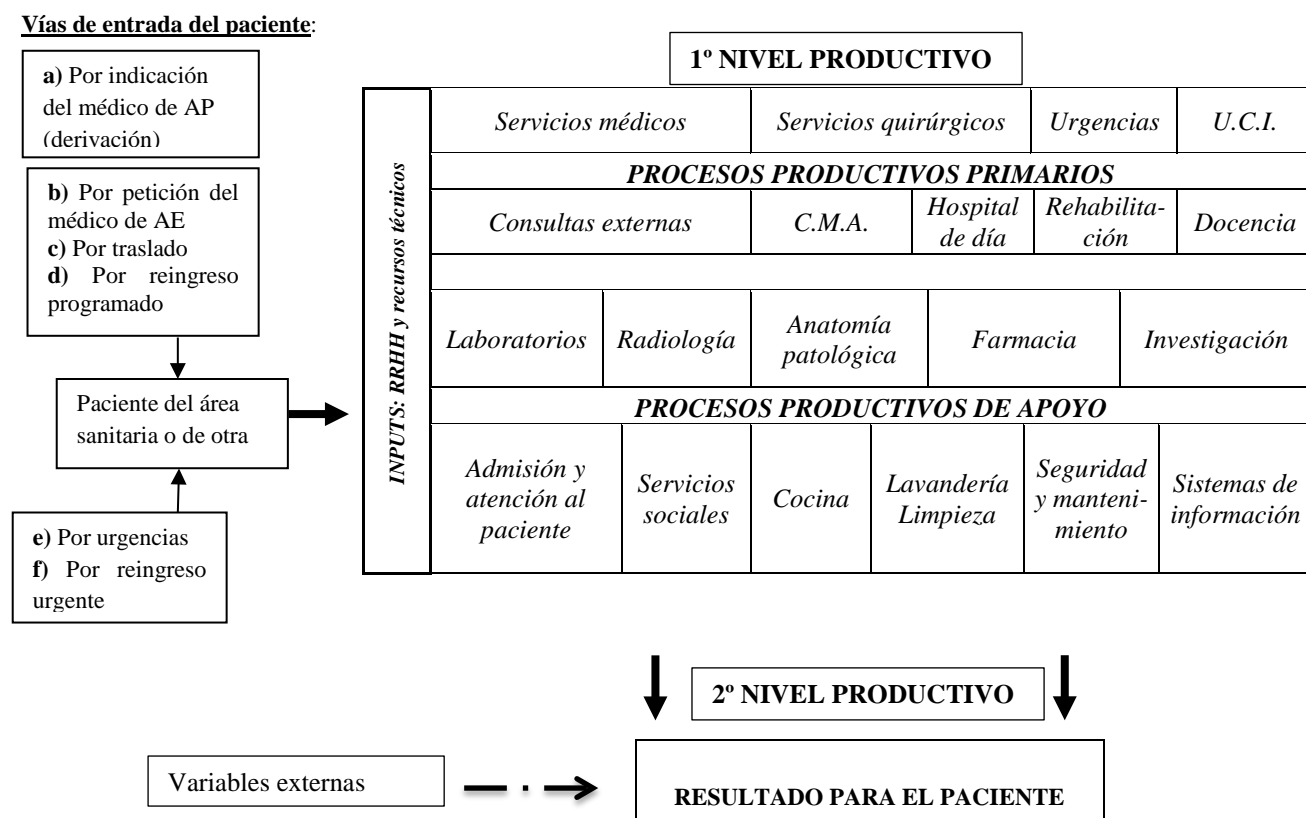 Vías de entrada del paciente:
a) Por indicación
del médico de AP
(derivación)
b) Por petición del
médico de AE
c) Por traslado
d) Por reingreso
programado
Paciente del área
sanitaria o de otra
e) Por urgencias
f) Por reingreso
urgente
1º NIVEL PRODUCTIVO
INPUTS: RRHH y recursos técnicos
Servicios médicos
Servicios quirúrgicos
Urgencias
U.C.I.
PROCESOS PRODUCTIVOS PRIMARIOS
Consultas externas
C.M.A.
Hospital
de día
Rehabilita-
ción
Docencia
Laboratorios
Radiología
Anatomía
patológica
Farmacia
Investigación
PROCESOS PRODUCTIVOS DE APOYO
Admisión y
atención al
paciente
Servicios
sociales
Cocina
Lavandería
Limpieza
Seguridad
y manteni-
miento
Sistemas de
información
2º NIVEL PRODUCTIVO
Variables externas
RESULTADO PARA EL PACIENTE